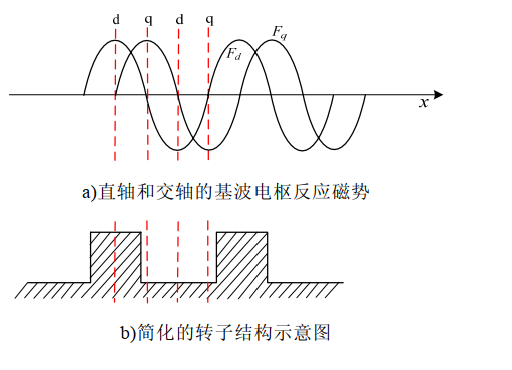 d q d q
F_d F_q
x
a)直轴和交轴的基波电枢反应磁势
b)简化的转子结构示意图